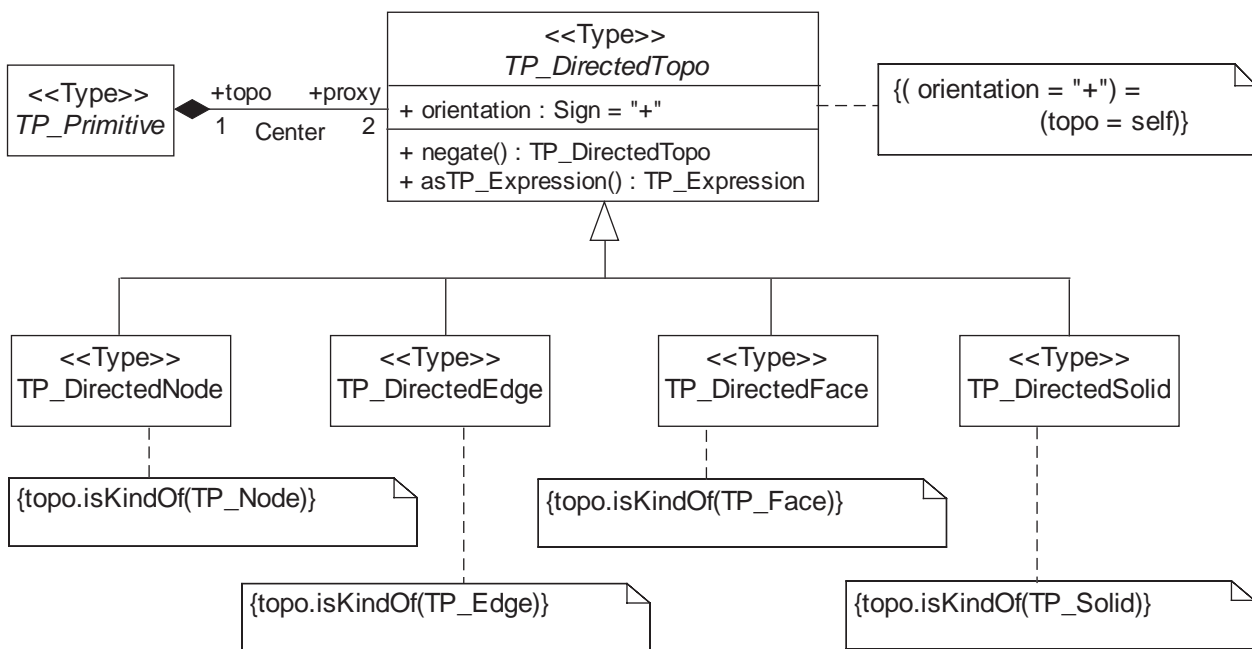 <<Type>>
TP_Primitive
+topo
+proxy
1
Center
2
<<Type>>
TP_DirectedTopo
+ orientation : Sign = "+"
+ negate() : TP_DirectedTopo
+ asTP_Expression() : TP_Expression
{( orientation = "+") =
(topo = self)}
<<Type>>
TP_DirectedNode
<<Type>>
TP_DirectedEdge
<<Type>>
TP_DirectedFace
<<Type>>
TP_DirectedSolid
{topo.isKindOf(TP_Node)}
{topo.isKindOf(TP_Face)}
{topo.isKindOf(TP_Edge)}
{topo.isKindOf(TP_Solid)}